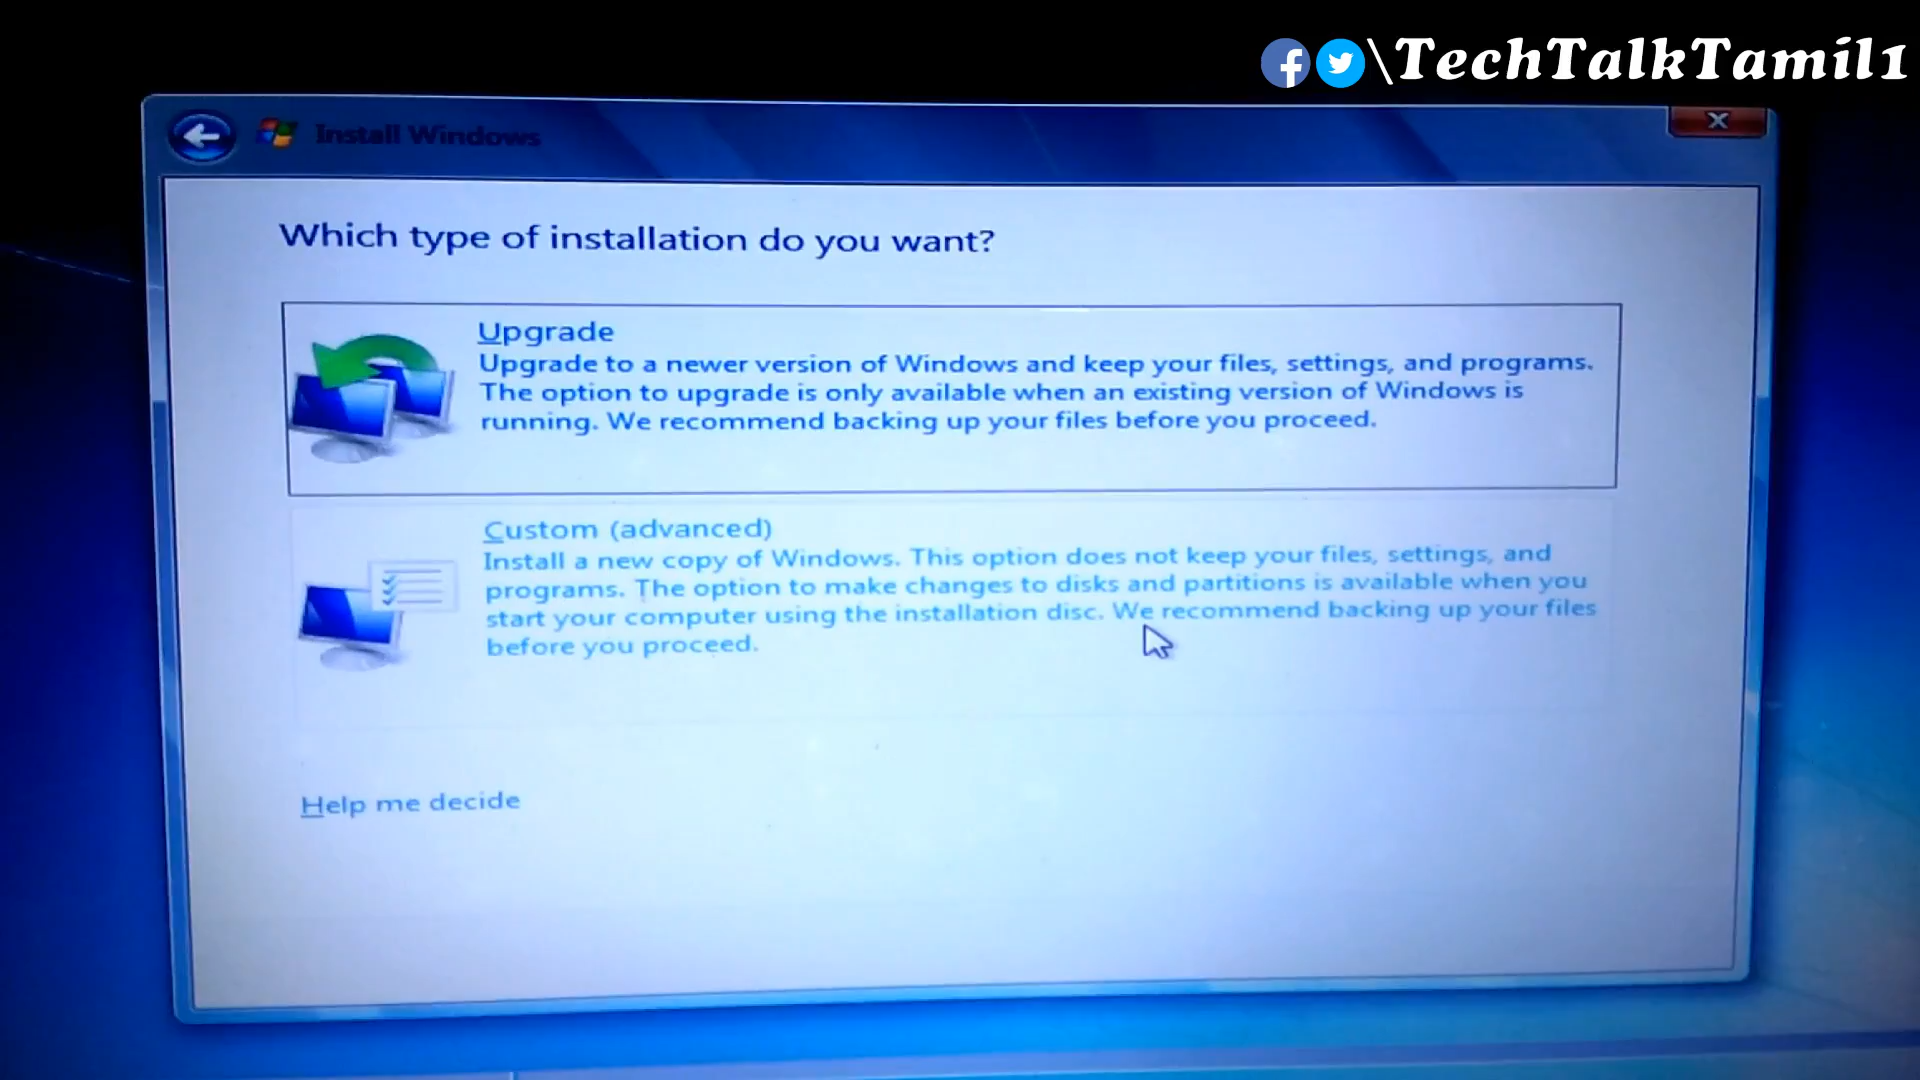 \TechTalkTamil1
Install Windows
Which type of installation do you want?
Upgrade
Upgrade to a newer version of Windows and keep your files, settings, and programs.
The option to upgrade is only available when an existing version of Windows is
running. We recommend backing up your files before you proceed.
Custom (advanced)
Install a new copy of Windows. This option does not keep your files, settings, and
programs. The option to make changes to disks and partitions is available when you
start your computer using the installation disc. We recommend backing up your files
before you proceed.
Help me decide